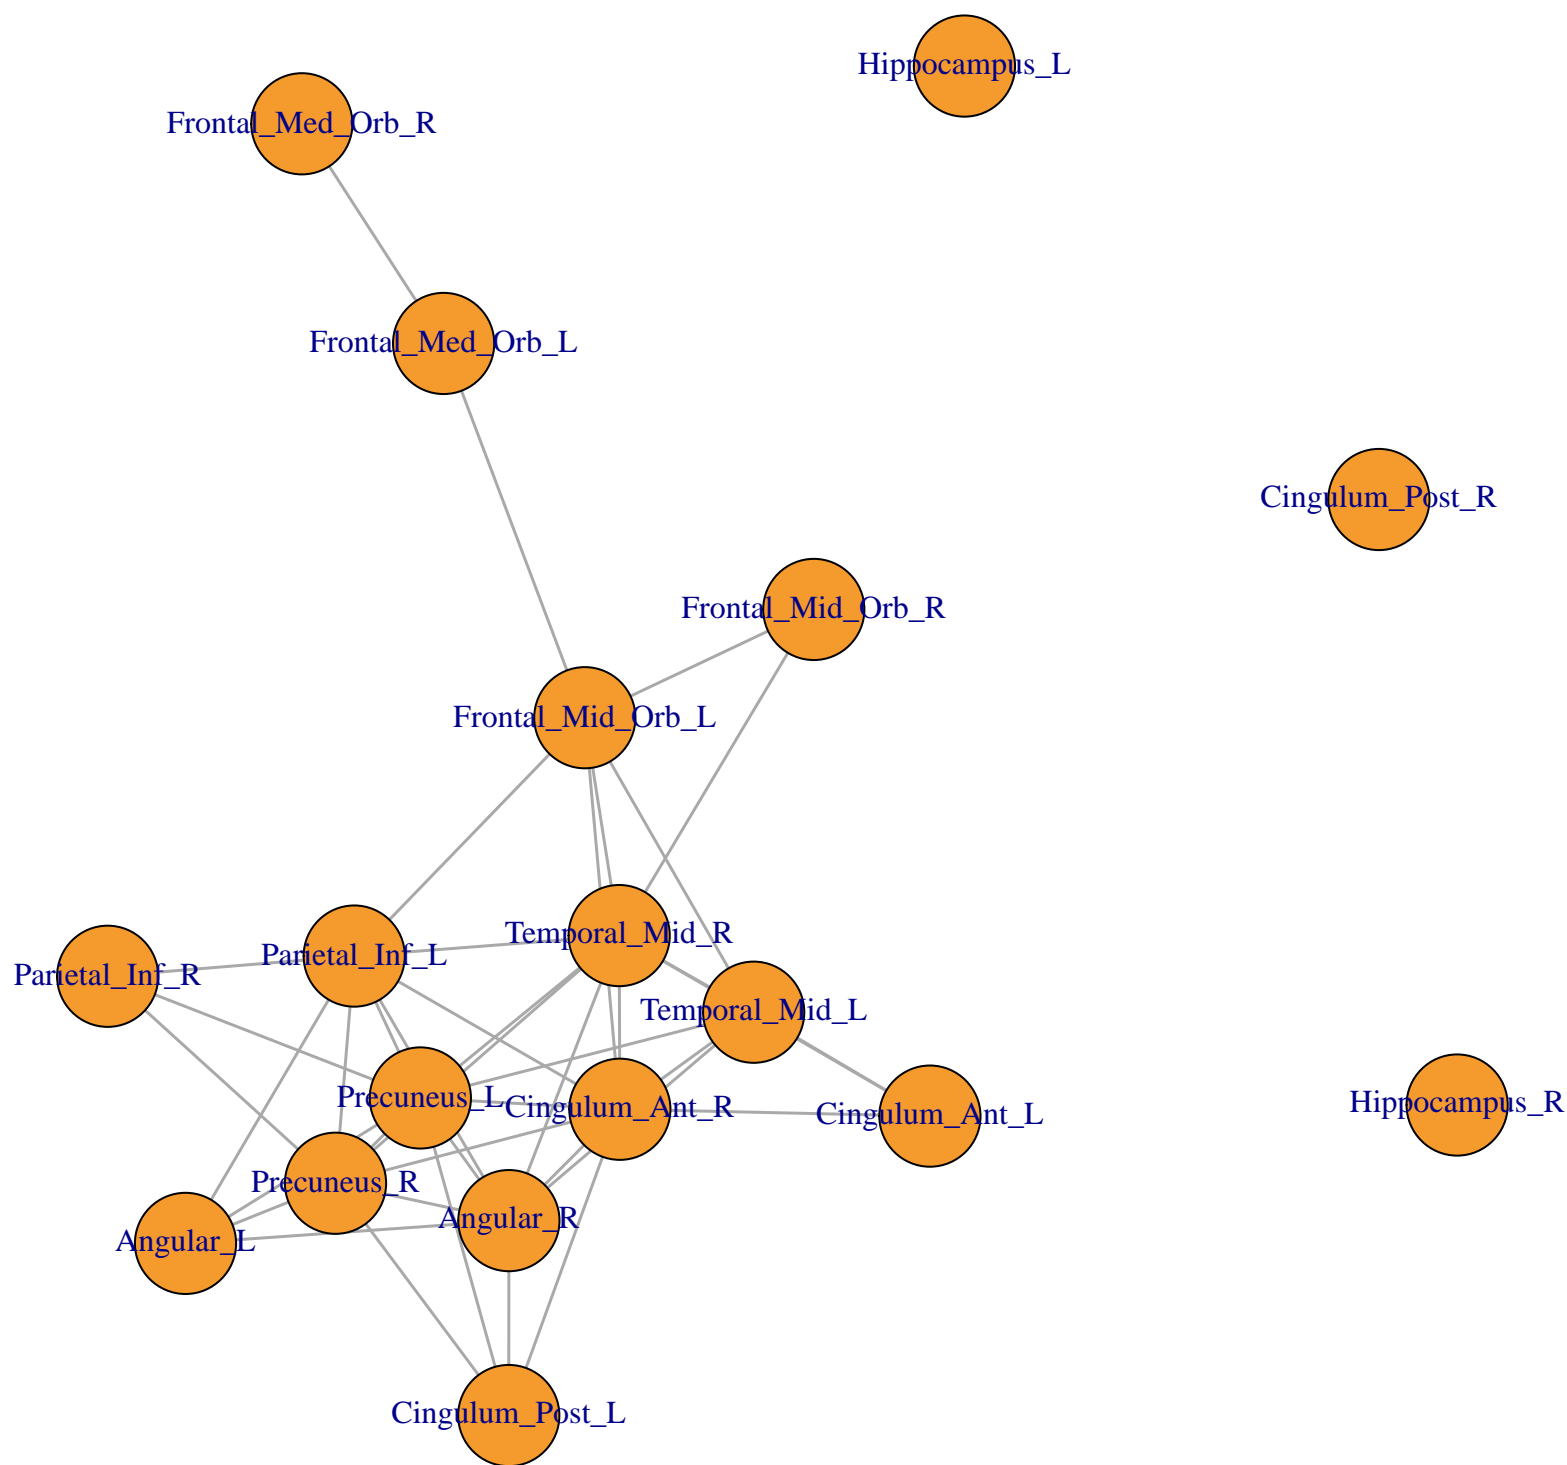 Hippocampus_L
Frontal_Med_Orb_R
Frontal_Med_Orb_L
Cingulum_Post_R
Frontal_Mid_Orb_R
Frontal_Mid_Orb_L
Temporal_Mid_R
Parietal_Inf_L
Parietal_Inf_R
Temporal_Mid_L
Precuneus_L
Cingulum_Ant_R
Cingulum_Ant_L
Hippocampus_R
Precuneus_R
Angular_R
Angular_L
Cingulum_Post_L